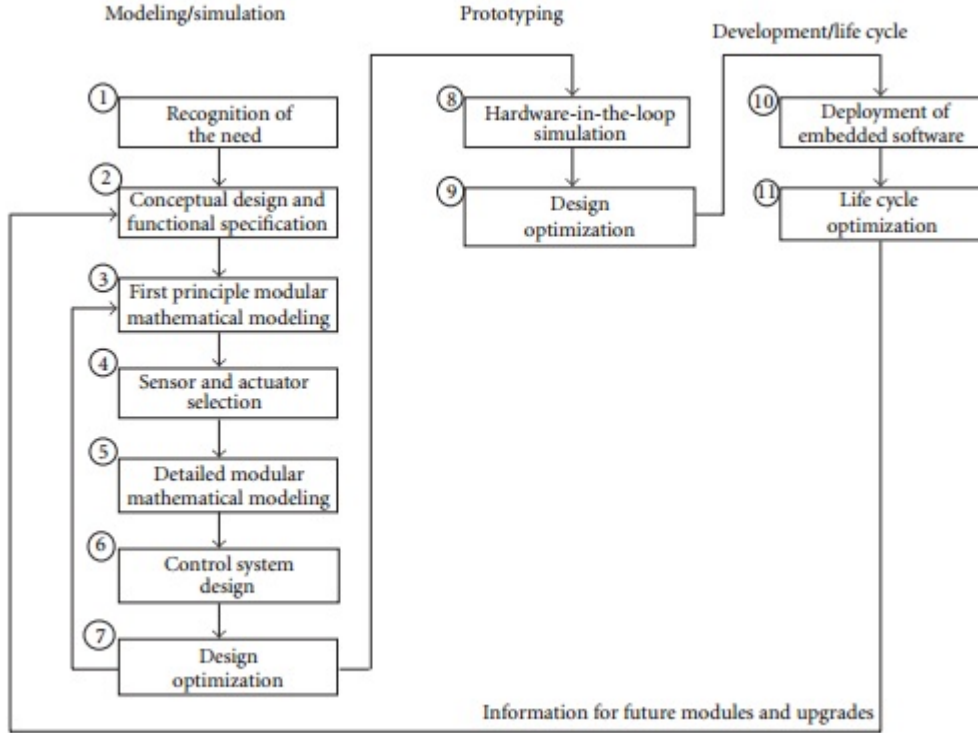 Modeling/simulation
Prototyping
Development/life cycle
1
Recognition of
the need
2
Conceptual design and
functional specification
3
First principle modular
mathematical modeling
4
Sensor and actuator
selection
5
Detailed modular
mathematical modeling
6
Control system
design
7
Design
optimization
8
Hardware-in-the-loop
simulation
9
Design
optimization
10
Deployment of
embedded software
11
Life cycle
optimization
Information for future modules and upgrades